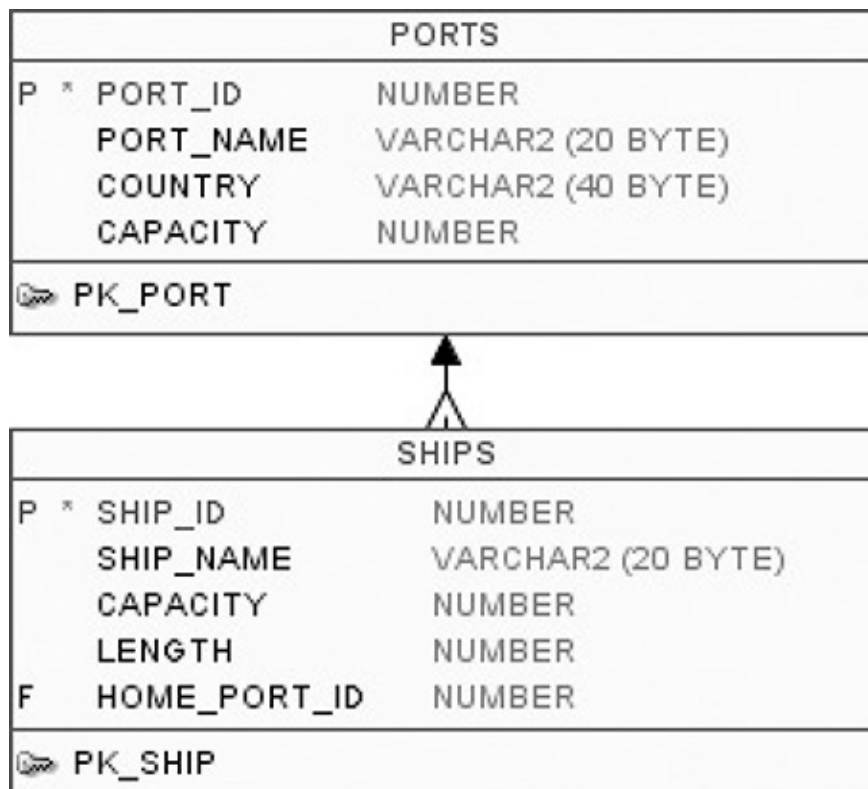 PORTS
P * PORT_ID NUMBER
PORT_NAME VARCHAR2 (20 BYTE)
COUNTRY VARCHAR2 (40 BYTE)
CAPACITY NUMBER
PK_PORT
SHIPS
P * SHIP_ID NUMBER
SHIP_NAME VARCHAR2 (20 BYTE)
CAPACITY NUMBER
LENGTH NUMBER
F HOME_PORT_ID NUMBER
PK_SHIP